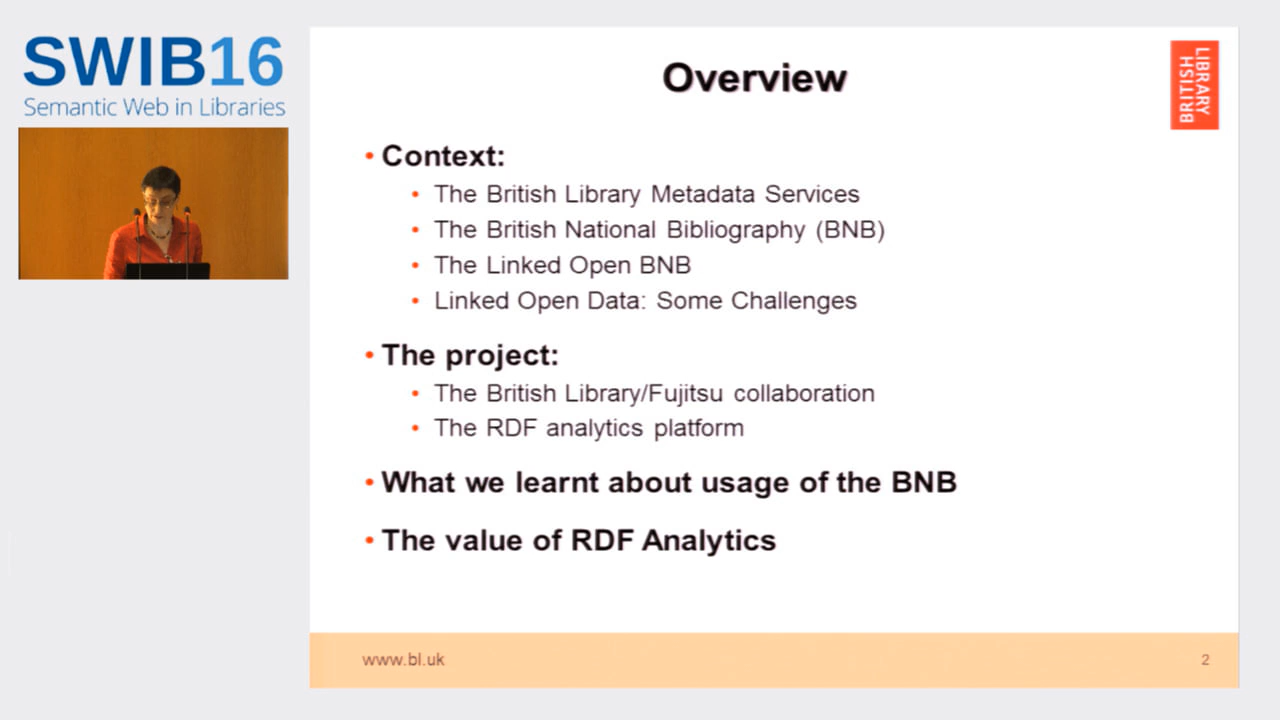 SWIB16
Semantic Web in Libraries
Overview
LIBRARY
BRITISH
• Context:
• The British Library Metadata Services
• The British National Bibliography (BNB)
• The Linked Open BNB
• Linked Open Data: Some Challenges
• The project:
• The British Library/Fujitsu collaboration
• The RDF analytics platform
• What we learnt about usage of the BNB
• The value of RDF Analytics
www.bl.uk
2